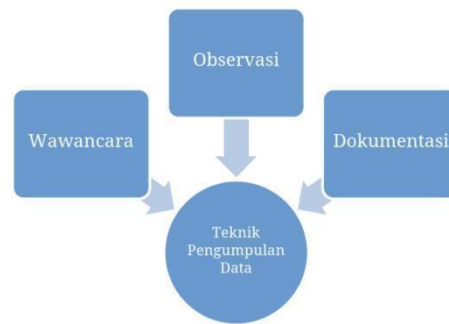 Observasi
Wawancara
Dokumentasi
Teknik
Pengumpulan
Data